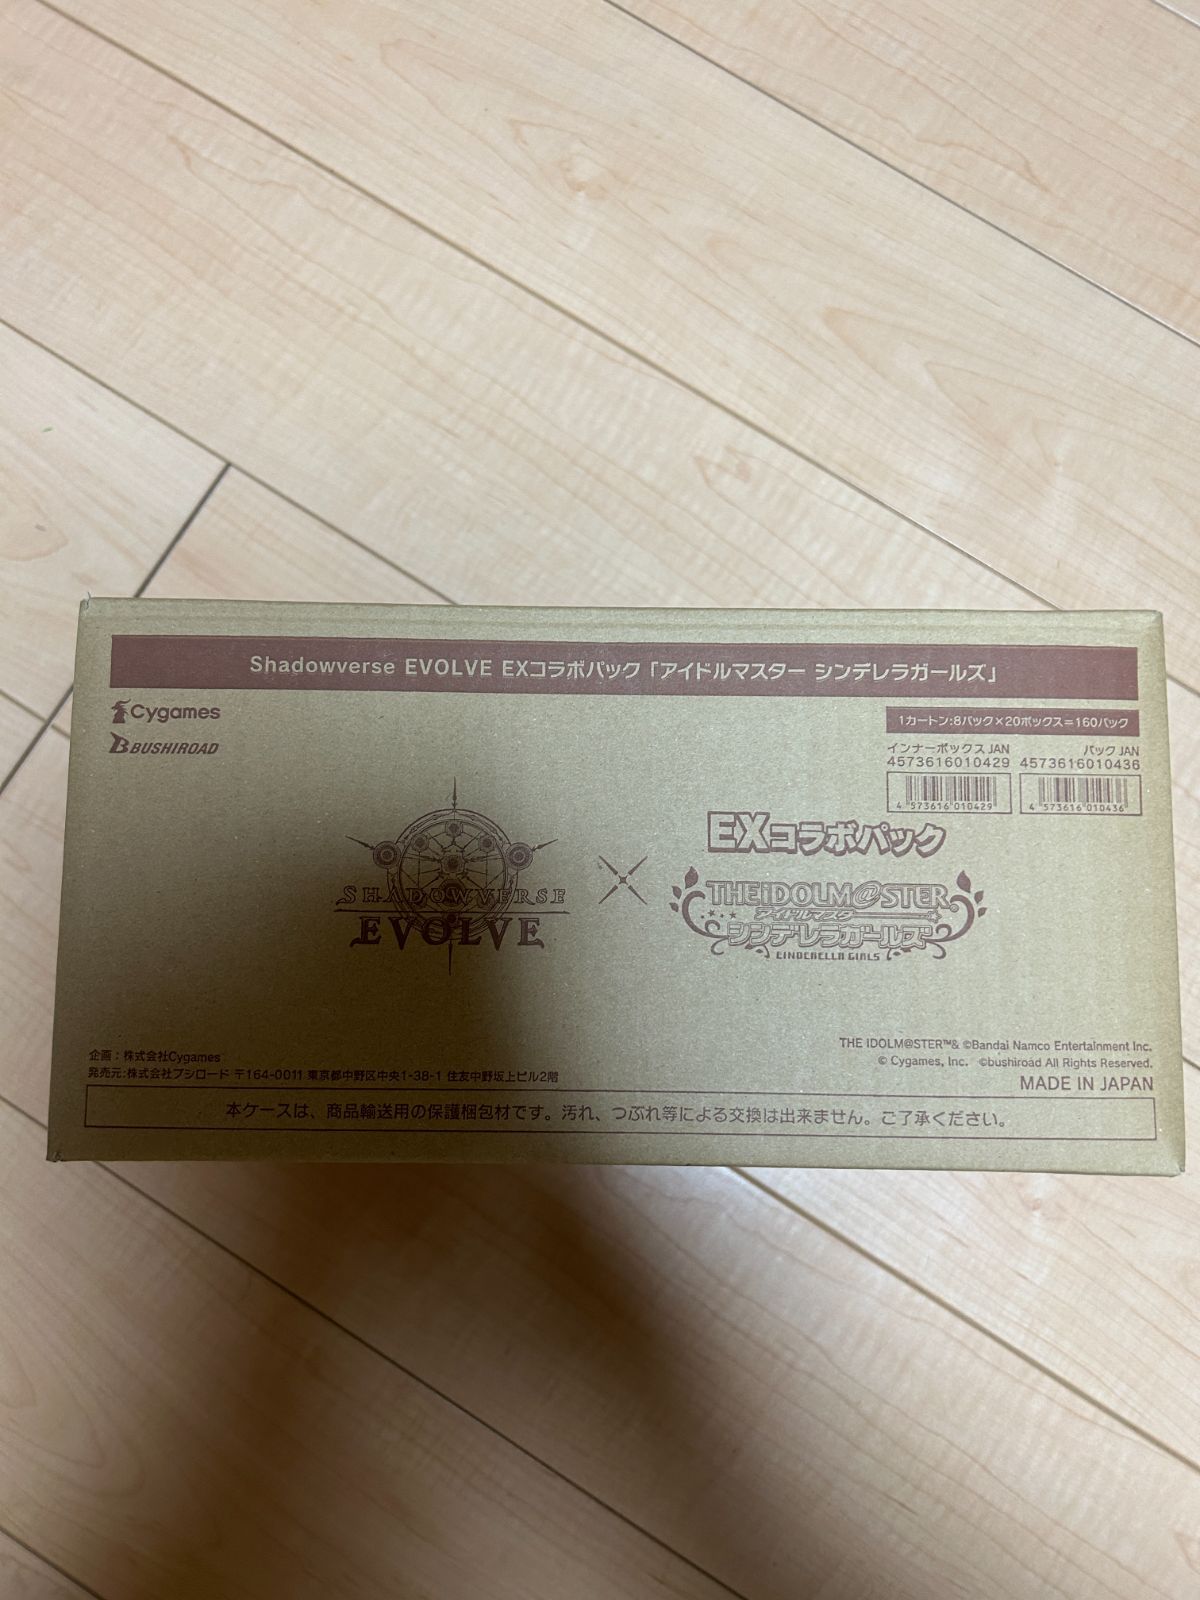 Shadowverse EVOLVE EXコラボパック「アイドルマスター シンデレラガールズ」
Cygames
BUSHIROAD
1カートン:8パック×20ボックス=160パック
インナーボックス JAN
4573616010429
パック JAN
4573616010436
4 573616 010429
4 573616 010436
SHADOWVERSE
EVOLVE
×
EXコラボパック
THE iDOLM@STER
アイドルマスター
シンデレラガールズ
CINDERELLA GIRLS
THE IDOLM@STER™& ©Bandai Namco Entertainment Inc.
© Cygames, Inc. ©bushiroad All Rights Reserved.
MADE IN JAPAN
企画:株式会社Cygames
発売元:株式会社ブシロード 〒164-0011 東京都中野区中央1-38-1 住友中野坂上ビル2階
本ケースは、商品輸送用の保護梱包材です。汚れ、つぶれ等による交換は出来ません。ご了承ください。